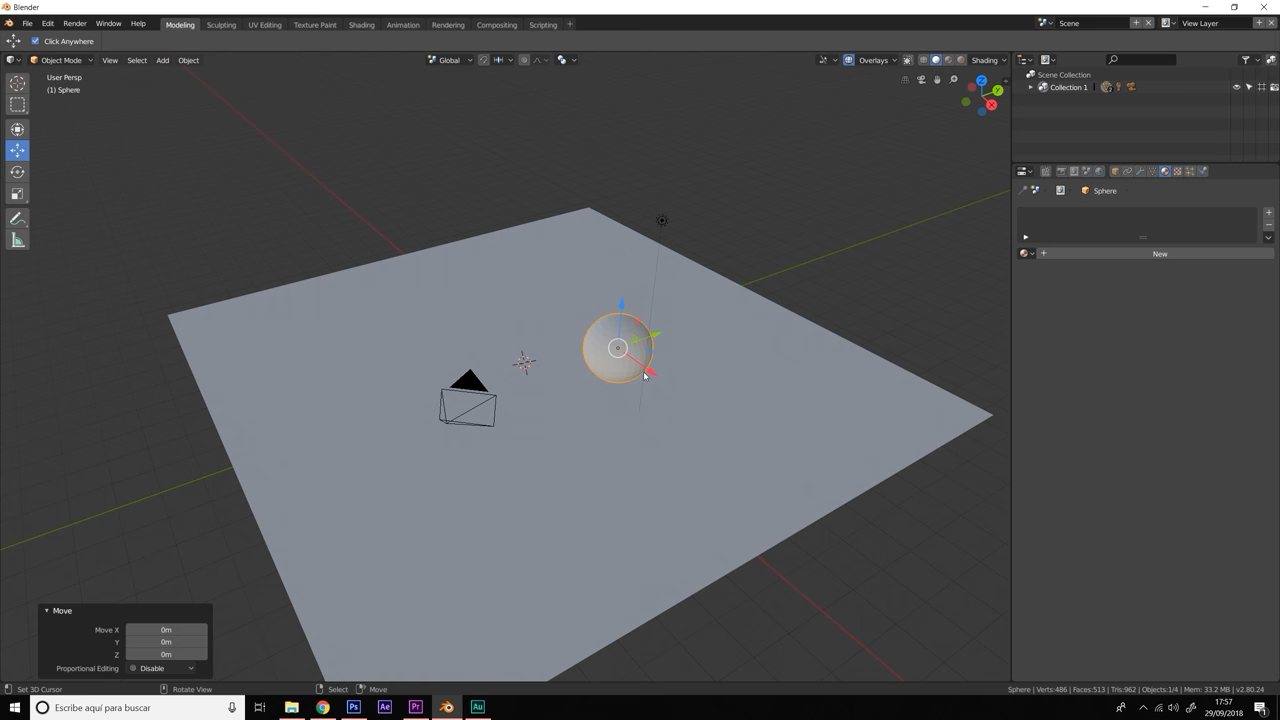 Blender
File Edit Render Window Help
Modeling Sculpting UV Editing Texture Paint Shading Animation Rendering Compositing Scripting
Scene
View Layer
Click Anywhere
Object Mode View Select Add Object
Global
Overlays
Shading
User Persp
(1) Sphere
Z
Y
X
Scene Collection
Collection 1
Sphere
New
Move
Move X 0m
Y 0m
Z 0m
Proportional Editing Disable
Set 3D Cursor Rotate View Select Move
Sphere | Verts:486 | Faces:513 | Tris:962 | Objects:1/4 | Mem: 33.2 MB | v2.80.24
Escribe aquí para buscar
Ps Ae Pr Au
17:57
29/09/2018